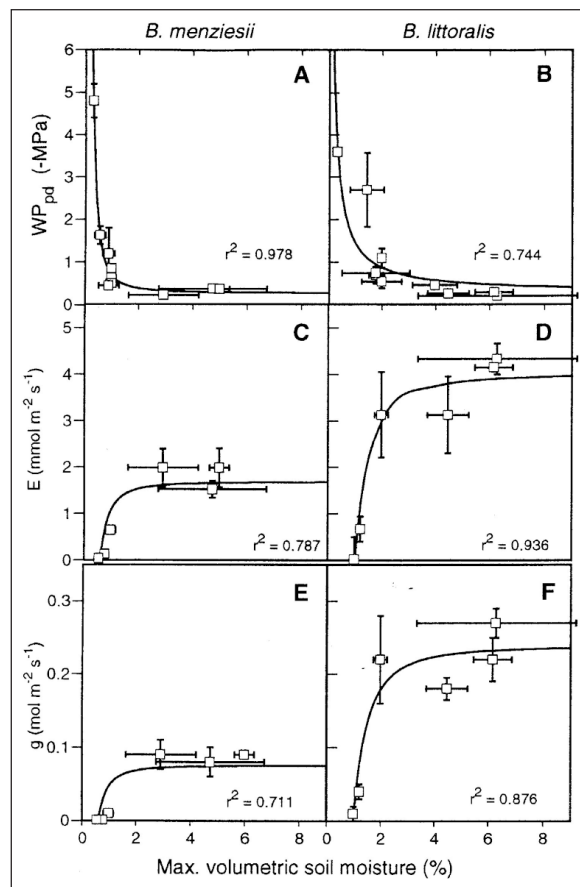 B. menziesii B. littoralis
6
5
4
3
2
1
0
WP pd (-MPa)
A
r² = 0.978
B
r² = 0.744
5
4
3
2
1
0
E (mmol m⁻² s⁻¹)
C
r² = 0.787
D
r² = 0.936
0.3
0.2
0.1
0
g (mol m⁻² s⁻¹)
E
r² = 0.711
F
r² = 0.876
0 2 4 6 8 0 2 4 6 8
Max. volumetric soil moisture (%)